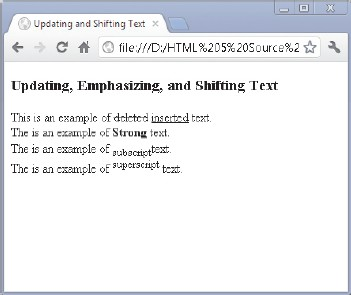 Updating and Shifting Text
file:///D:/HTML%205%20Source%2
Updating, Emphasizing, and Shifting Text
This is an example of deleted inserted text.
The is an example of Strong text.
The is an example of subscript text.
The is an example of superscript text.